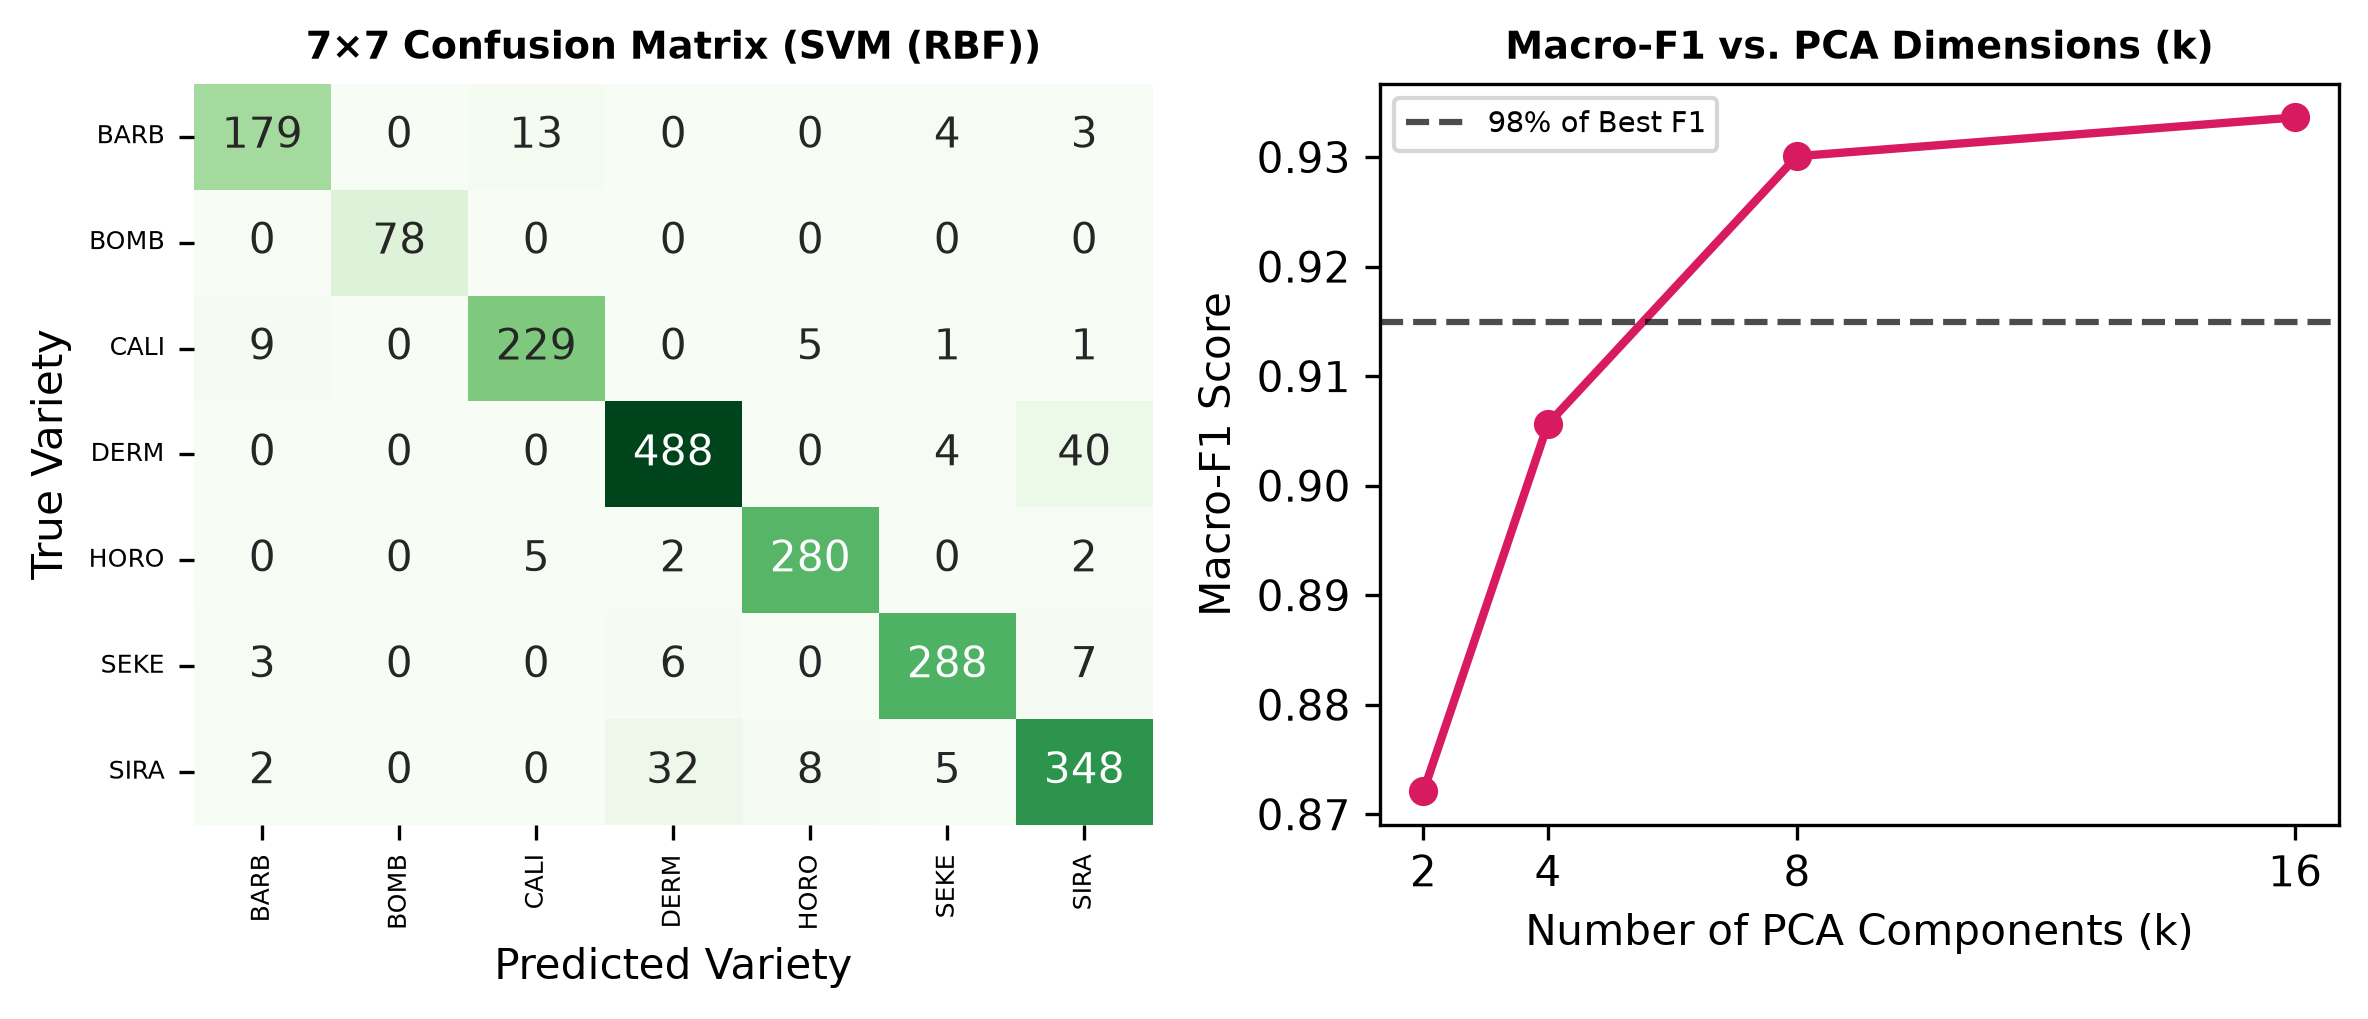 7×7 Confusion Matrix (SVM (RBF))
True Variety
BARB 179 0 13 0 0 4 3
BOMB 0 78 0 0 0 0 0
CALI 9 0 229 0 5 1 1
DERM 0 0 0 488 0 4 40
HORO 0 0 5 2 280 0 2
SEKE 3 0 0 6 0 288 7
SIRA 2 0 0 32 8 5 348
BARB BOMB CALI DERM HORO SEKE SIRA
Predicted Variety
Macro-F1 vs. PCA Dimensions (k)
98% of Best F1
Macro-F1 Score
0.93
0.92
0.91
0.90
0.89
0.88
0.87
2 4 8 16
Number of PCA Components (k)